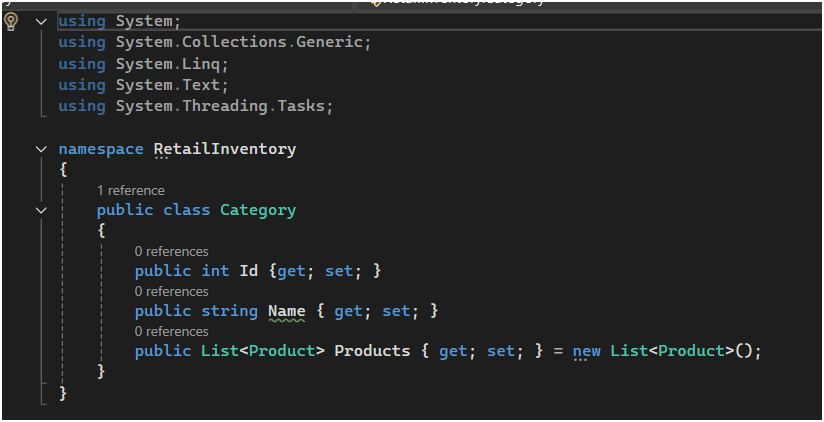 using System;
using System.Collections.Generic;
using System.Linq;
using System.Text;
using System.Threading.Tasks;
namespace RetailInventory
{
1 reference
public class Category
{
0 references
public int Id {get; set; }
0 references
public string Name { get; set; }
0 references
public List<Product> Products { get; set; } = new List<Product>();
}
}